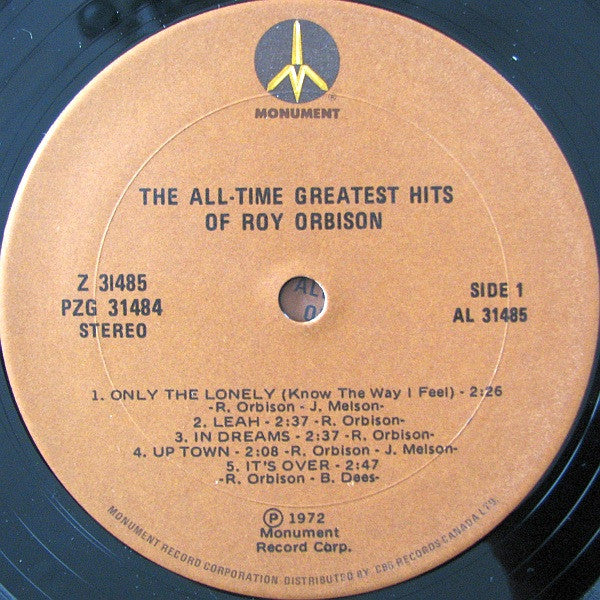 MONUMENT
®
THE ALL-TIME GREATEST HITS
OF ROY ORBISON
Z 31485
PZG 31484
STEREO
SIDE 1
AL 31485
AL
O
1. ONLY THE LONELY (Know The Way I Feel) - 2:26
-R. Orbison - J. Melson-
2. LEAH - 2:37 -R. Orbison-
3. IN DREAMS - 2:37 -R. Orbison-
4. UP TOWN - 2:08 -R. Orbison - J. Melson-
5. IT'S OVER - 2:47
-R. Orbison - B. Dees-
℗ 1972
Monument
Record Corp.
MONUMENT RECORD CORPORATION DISTRIBUTED BY CBS RECORDS CANADA LTD.